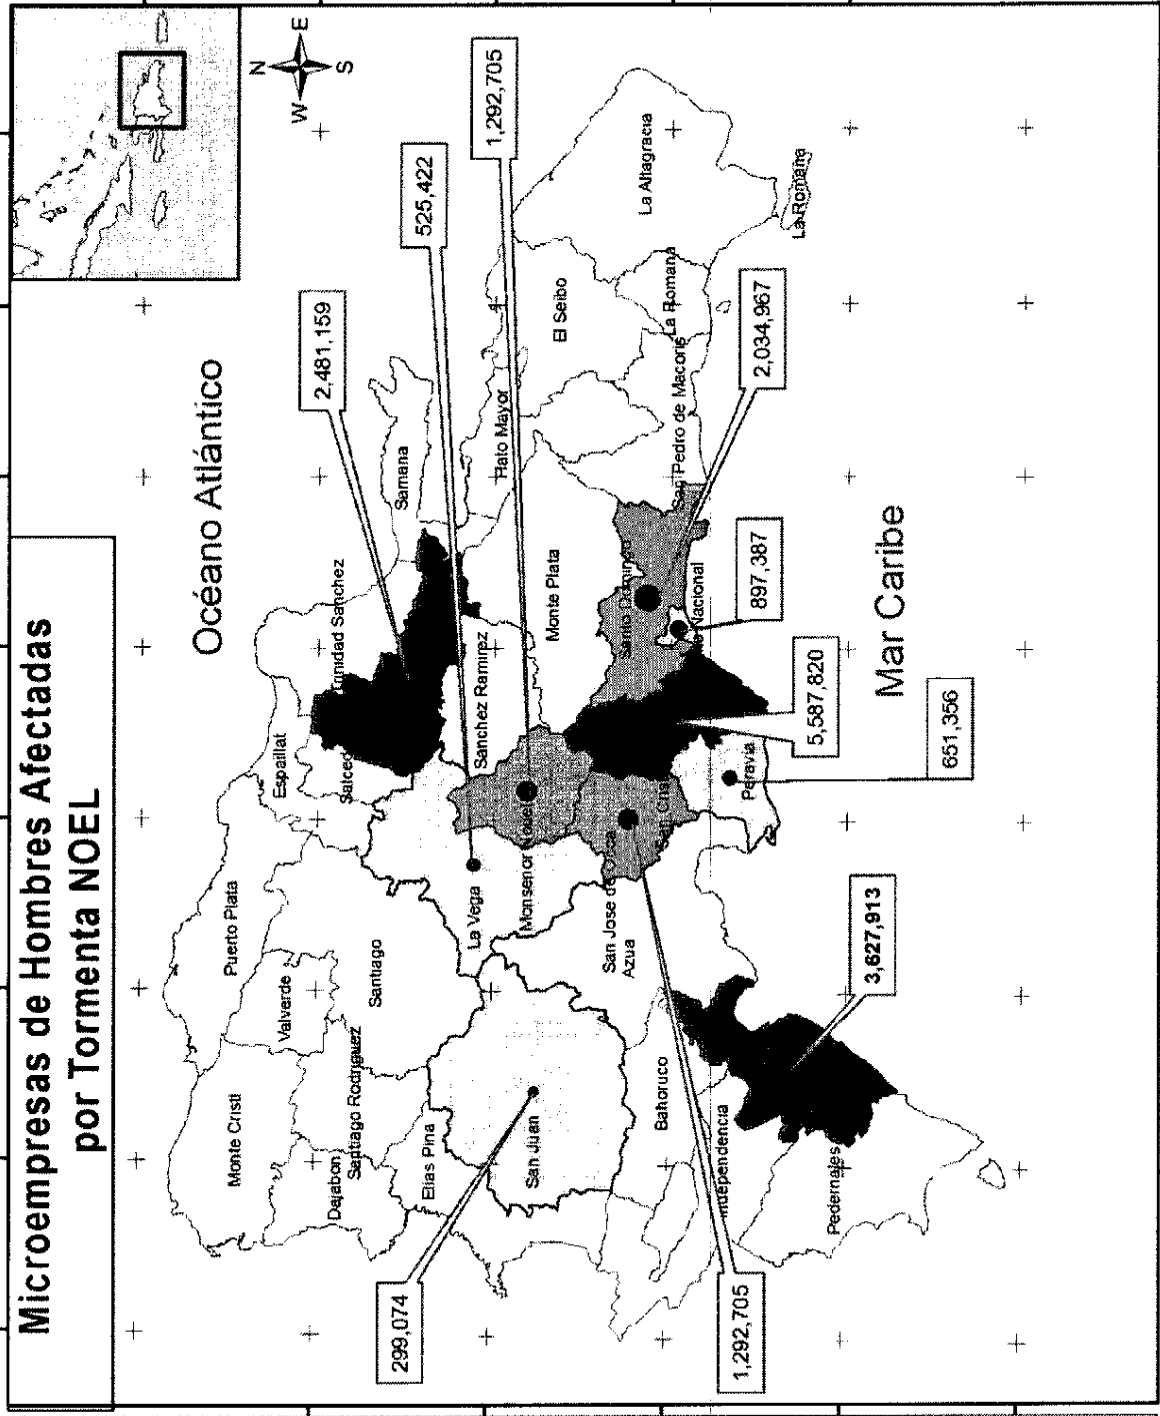 Microempresas de Hombres Afectadas
por Tormenta NOEL
N
W
E
S
Océano Atlántico
2,481,159
525,422
1,292,705
Puerto Plata
Espaillat
Monte Cristi
Valverde
Salcedo
Trinidad Sanchez
Dajabon
Santiago Rodriguez
Santiago
Samana
Elias Pina
299,074
La Vega
Sanchez Ramirez
Hato Mayor
San Juan
Monsenor Nouel
Monte Plata
El Seibo
San Jose de Ocoa
Azua
Santo Domingo
La Altagracia
Bahoruco
San Cris
San Pedro de Macoris
La Romana
Nacional
Independencia
Peravia
2,034,967
897,387
La Romana
1,292,705
5,587,820
Pedernales
3,627,913
Mar Caribe
651,356